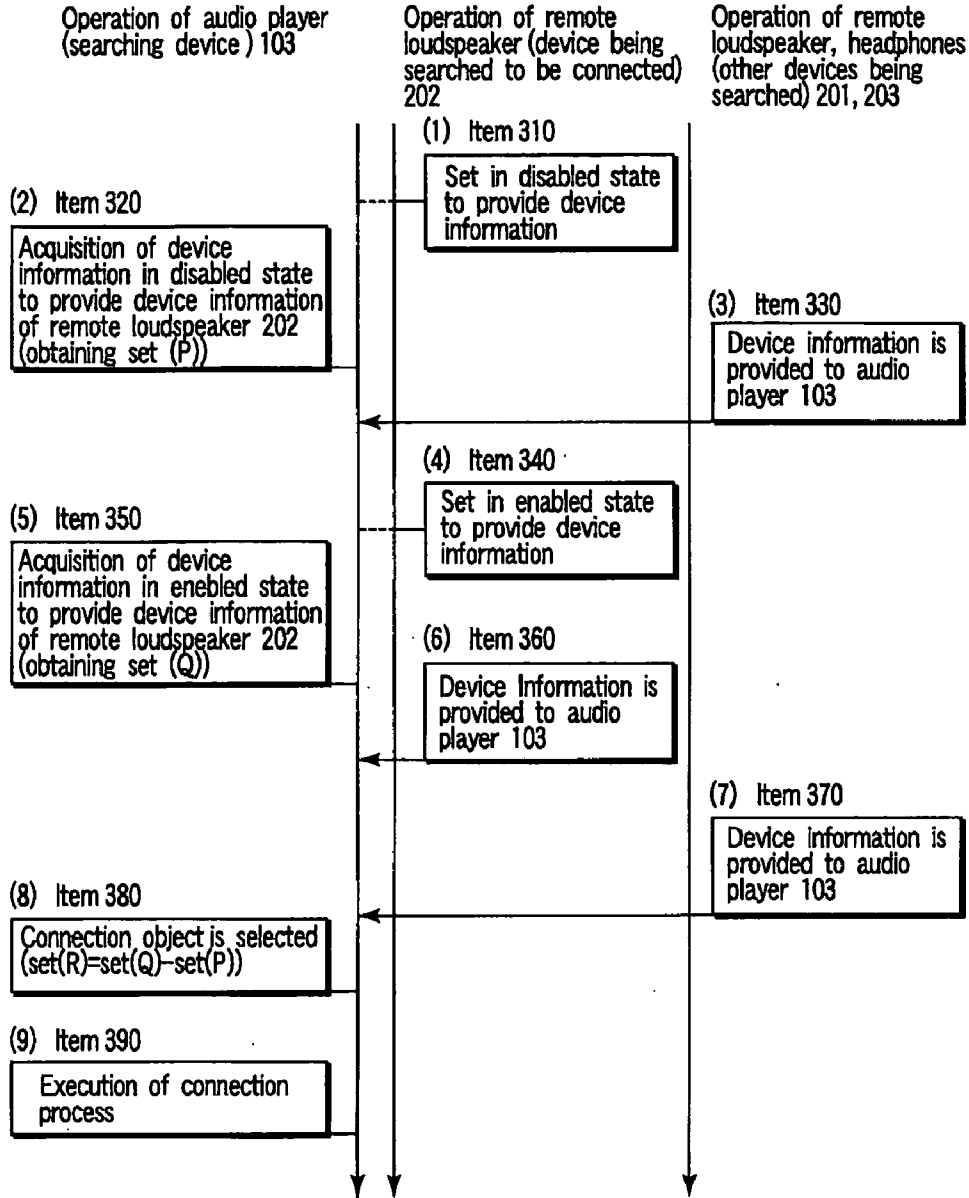 Operation of audio player
(searching device ) 103
Operation of remote
loudspeaker (device being
searched to be connected)
202
Operation of remote
loudspeaker, headphones
(other devices being
searched) 201, 203
(1) Item 310
Set in disabled state
to provide device
information
(2) Item 320
Acquisition of device
information in disabled state
to provide device information
of remote loudspeaker 202
(obtaining set (P))
(3) Item 330
Device information is
provided to audio
player 103
(4) Item 340
Set in enabled state
to provide device
information
(5) Item 350
Acquisition of device
information in enebled state
to provide device information
of remote loudspeaker 202
(obtaining set (Q))
(6) Item 360
Device Information is
provided to audio
player 103
(7) Item 370
Device information is
provided to audio
player 103
(8) Item 380
Connection object is selected
(set(R)=set(Q)-set(P))
(9) Item 390
Execution of connection
process